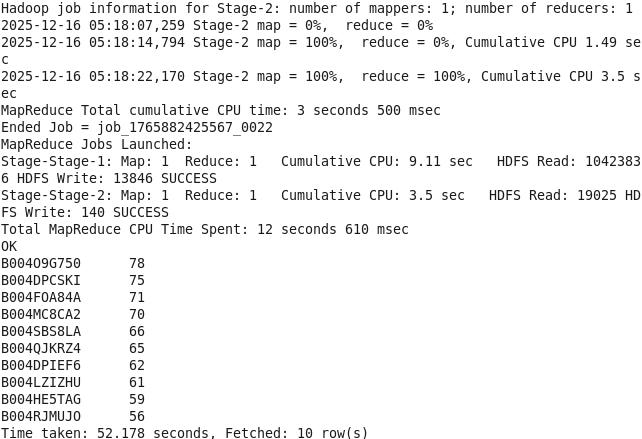 Hadoop job information for Stage-2: number of mappers: 1; number of reducers: 1
2025-12-16 05:18:07,259 Stage-2 map = 0%,  reduce = 0%
2025-12-16 05:18:14,794 Stage-2 map = 100%,  reduce = 0%, Cumulative CPU 1.49 se
c
2025-12-16 05:18:22,170 Stage-2 map = 100%,  reduce = 100%, Cumulative CPU 3.5 s
ec
MapReduce Total cumulative CPU time: 3 seconds 500 msec
Ended Job = job_1765882425567_0022
MapReduce Jobs Launched:
Stage-Stage-1: Map: 1  Reduce: 1   Cumulative CPU: 9.11 sec   HDFS Read: 1042383
6 HDFS Write: 13846 SUCCESS
Stage-Stage-2: Map: 1  Reduce: 1   Cumulative CPU: 3.5 sec   HDFS Read: 19025 HD
FS Write: 140 SUCCESS
Total MapReduce CPU Time Spent: 12 seconds 610 msec
OK
B004O9G750      78
B004DPCSKI      75
B004FOA84A      71
B004MC8CA2      70
B004SBS8LA      66
B004QJKRZ4      65
B004DPIEF6      62
B004LZIZHU      61
B004HE5TAG      59
B004RJMUJO      56
Time taken: 52.178 seconds, Fetched: 10 row(s)